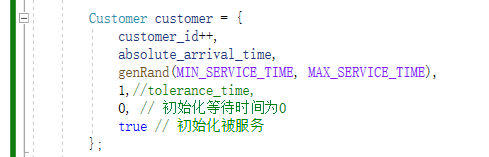 Customer customer = {
customer_id++,
absolute_arrival_time,
genRand(MIN_SERVICE_TIME, MAX_SERVICE_TIME),
1,//tolerance_time,
0, // 初始化等待时间为0
true // 初始化被服务
};